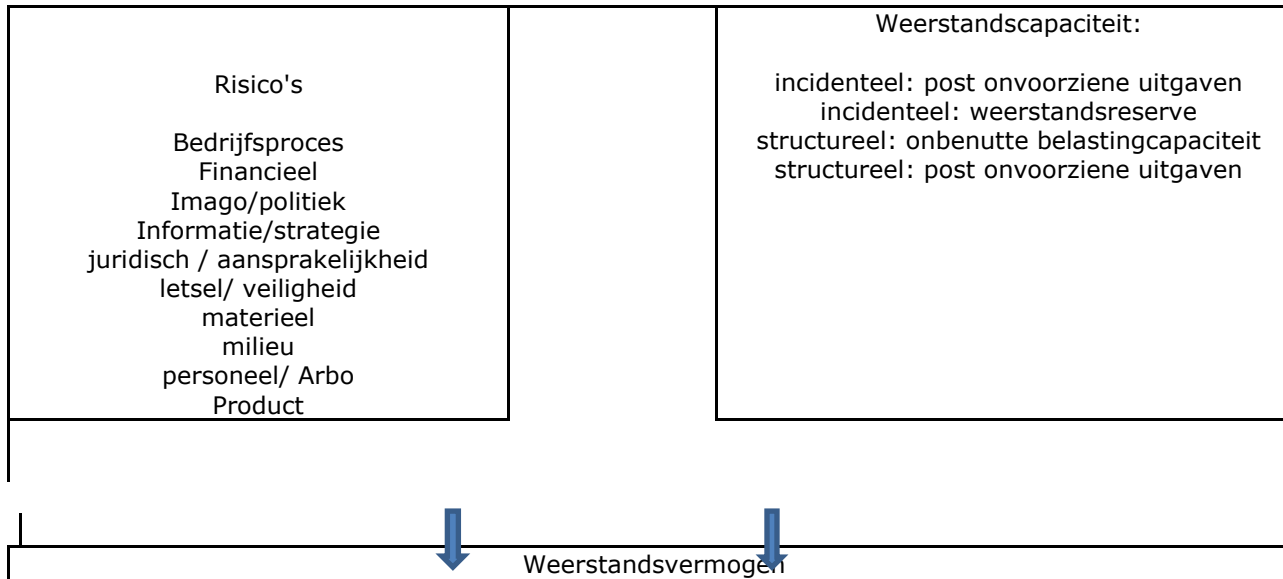 Risico's
Bedrijfsproces
Financieel
Imago/politiek
Informatie/strategie
juridisch / aansprakelijkheid
letsel/ veiligheid
materieel
milieu
personeel/ Arbo
Product
Weerstandscapaciteit:
incidenteel: post onvoorziene uitgaven
incidenteel: weerstandsreserve
structureel: onbenutte belastingcapaciteit
structureel: post onvoorziene uitgaven
Weerstandsvermogen